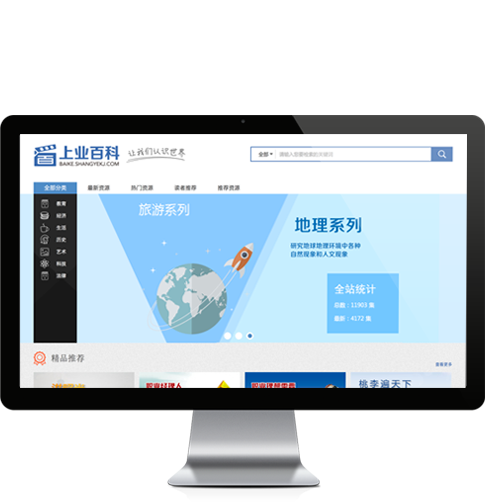 上业百科
BAIKE.SHANGYEKJ.COM
让我们认识世界
全部
请输入您要检索的关键词
全部分类
最新资源
热门资源
读者推荐
推荐资源
教育
经济
生活
历史
艺术
科技
法律
旅游系列
地理系列
研究地球地理环境中各种
自然现象和人文观象
全站统计
总数：11903 集
最新：4172 集
精品推荐
查看更多
桃李遍天下